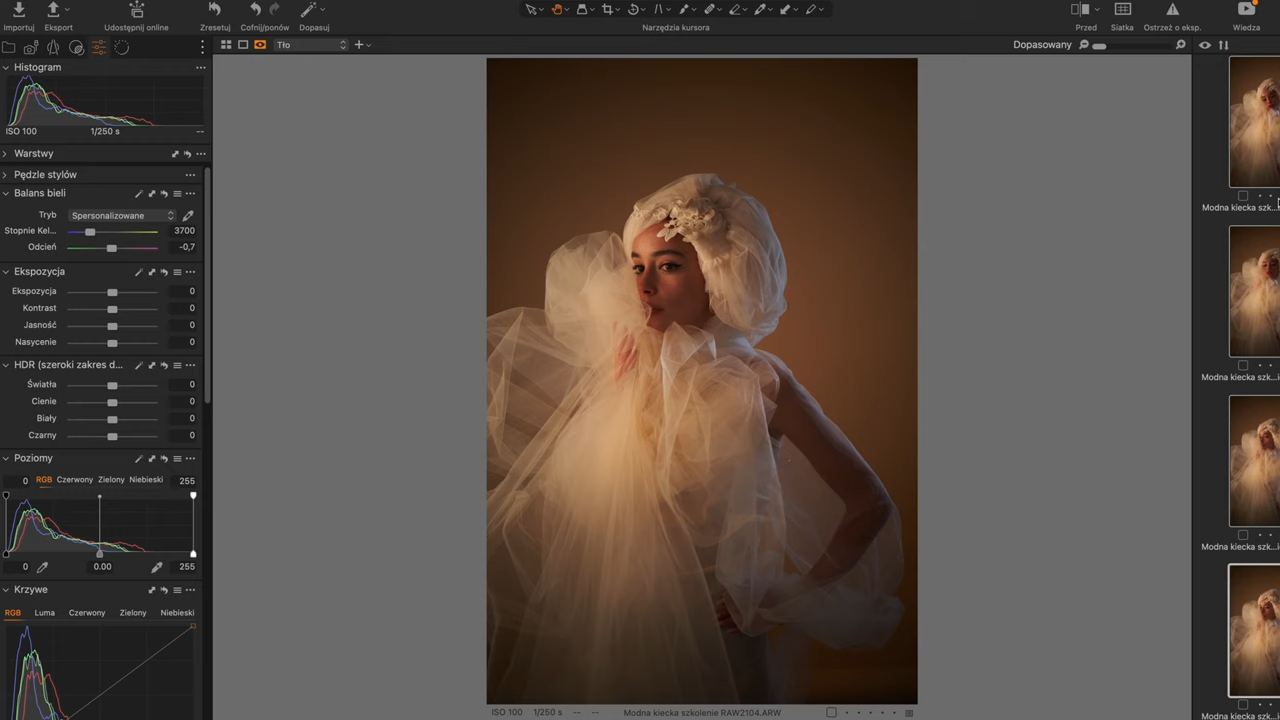 Importuj Eksport Udostępnij online Zresetuj Cofnij/ponów Dopasuj Narzędzia kursora Przed Siatka Ostrzeż o eksp. Wiedza
Tło
Dopasowany
Histogram
ISO 100 1/250 s --
Warstwy
Pędzle stylów
Balans bieli
Tryb Spersonalizowane
Stopnie Kel... 3700
Odcień -0,7
Ekspozycja
Ekspozycja 0
Kontrast 0
Jasność 0
Nasycenie 0
HDR (szeroki zakres d...
Światła 0
Cienie 0
Biały 0
Czarny 0
Poziomy
0 RGB Czerwony Zielony Niebieski 255
0 0.00 255
Krzywe
RGB Luma Czerwony Zielony Niebieski
ISO 100 1/250 s -- -- Modna kiecka szkolenie RAW2104.ARW
Modna kiecka szk...
Modna kiecka szk...ie
Modna kiecka szk...ie
Modna kiecka szk...ie